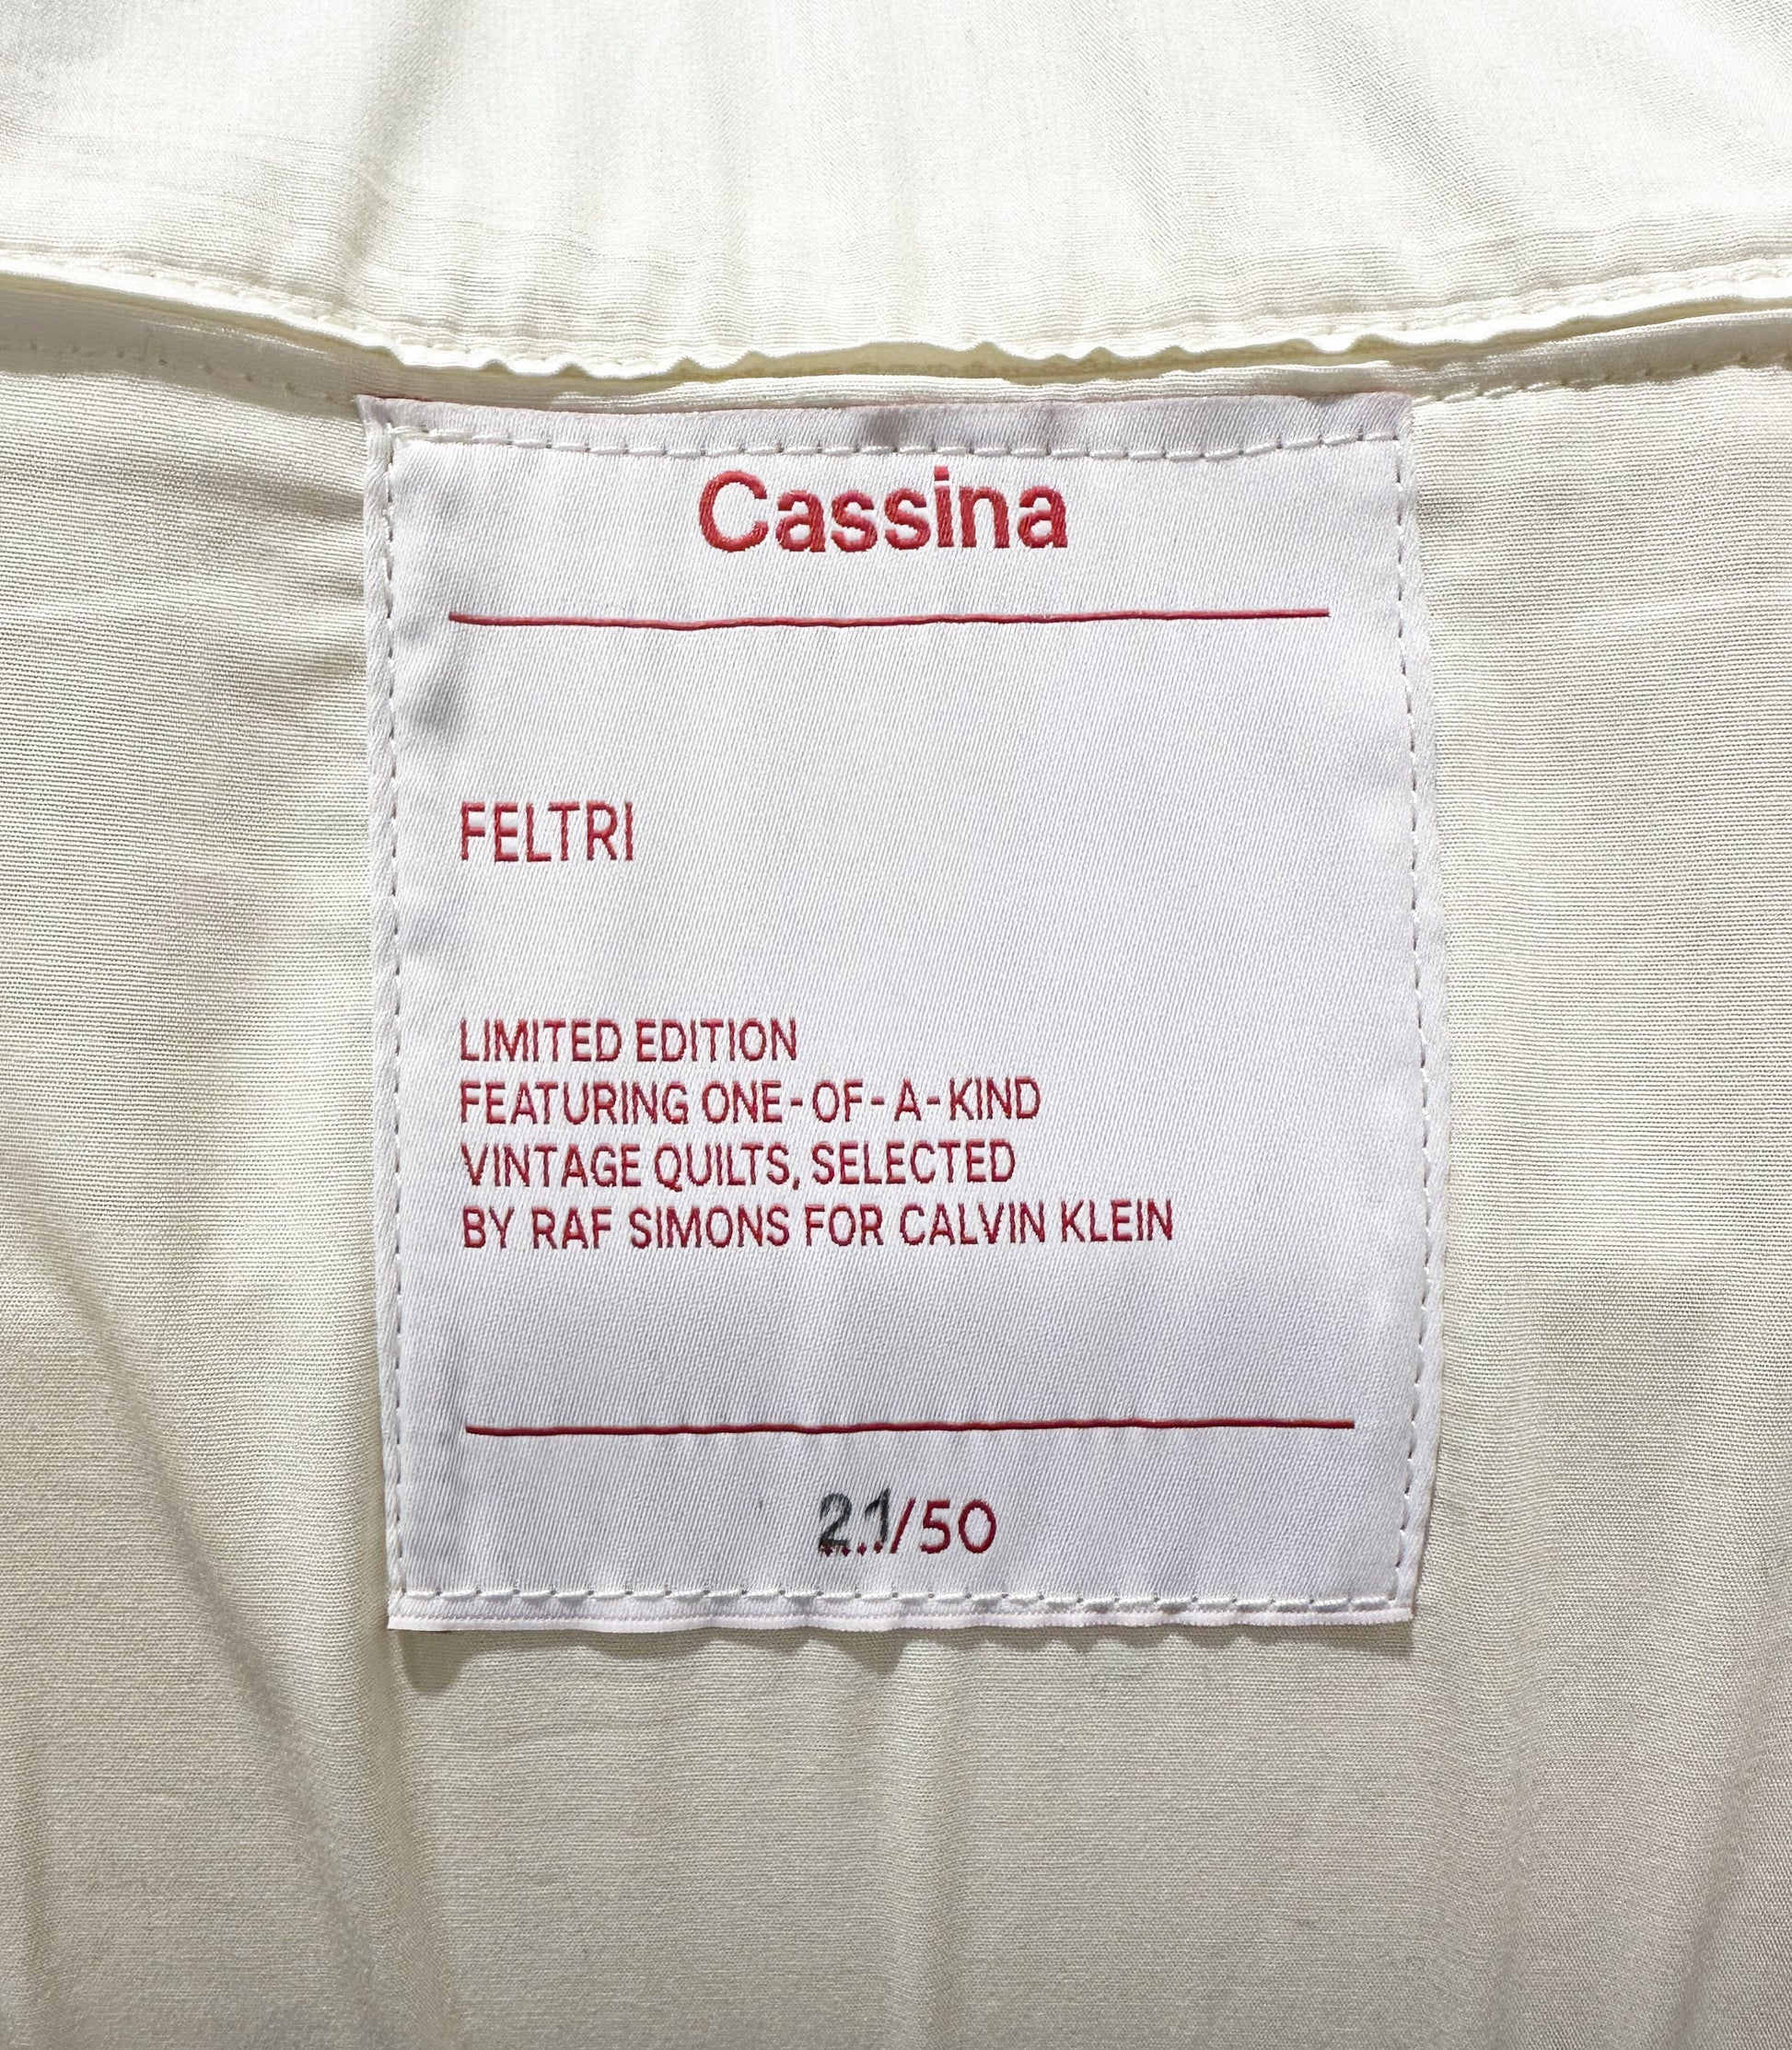 Cassina
FELTRI
LIMITED EDITION
FEATURING ONE-OF-A-KIND
VINTAGE QUILTS, SELECTED
BY RAF SIMONS FOR CALVIN KLEIN
21/50